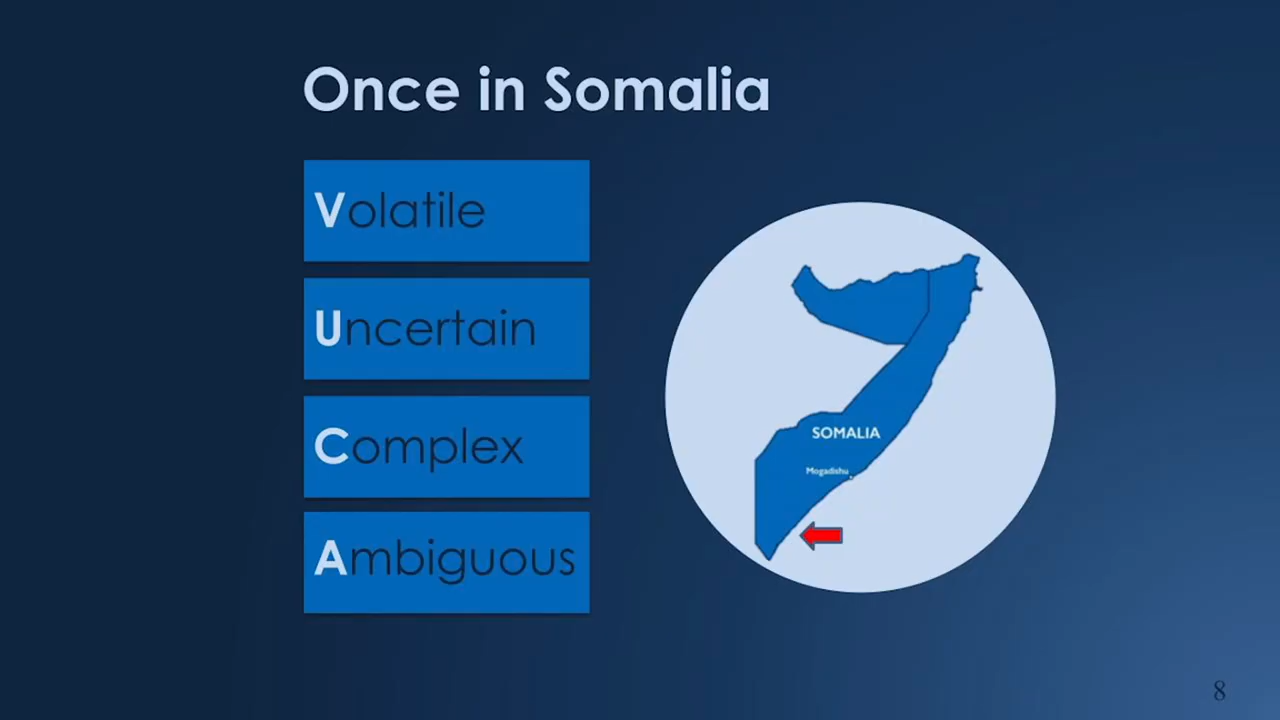 Once in Somalia
Volatile
Uncertain
Complex
Ambiguous
SOMALIA
Mogadishu
8